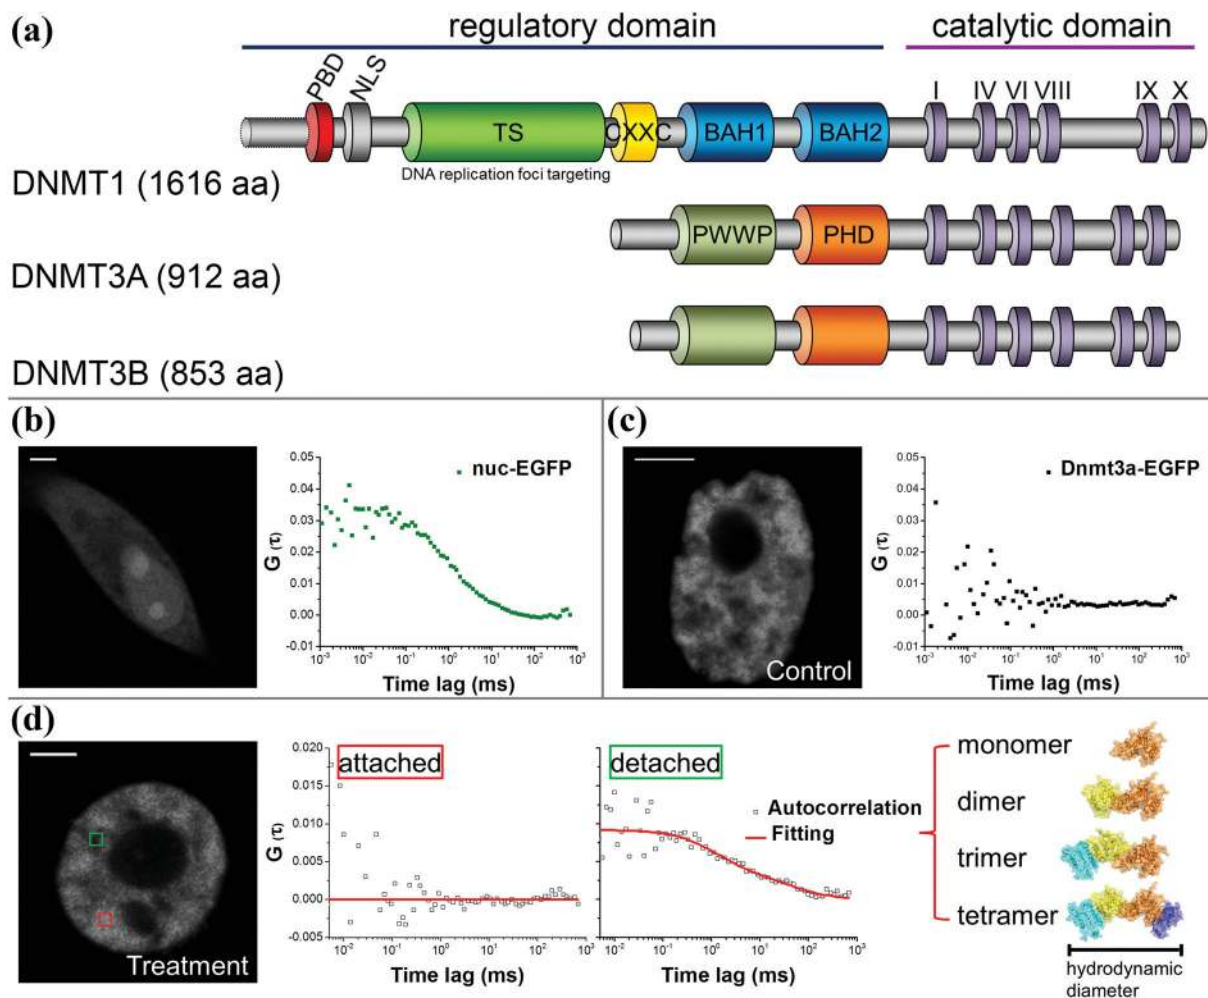 (a)
regulatory domain
catalytic domain
PBD
NLS
I IV VI VIII IX X
TS
CXXC
BAH1
BAH2
DNA replication foci targeting
DNMT1 (1616 aa)
PWWP
PHD
DNMT3A (912 aa)
DNMT3B (853 aa)
(b)
0.05
0.04
0.03
0.02
0.01
0.00
-0.01
G (τ)
nuc-EGFP
10⁻³ 10⁻² 10⁻¹ 10⁰ 10¹ 10² 10³
Time lag (ms)
(c)
Control
0.05
0.04
0.03
0.02
0.01
0.00
-0.01
G (τ)
Dnmt3a-EGFP
10⁻³ 10⁻² 10⁻¹ 10⁰ 10¹ 10² 10³
Time lag (ms)
(d)
Treatment
0.020
0.015
0.010
0.005
0.000
-0.005
G (τ)
attached
10⁻² 10⁻¹ 10⁰ 10¹ 10² 10³
Time lag (ms)
detached
Autocorrelation
Fitting
10⁻² 10⁻¹ 10⁰ 10¹ 10² 10³
Time lag (ms)
monomer
dimer
trimer
tetramer
hydrodynamic
diameter